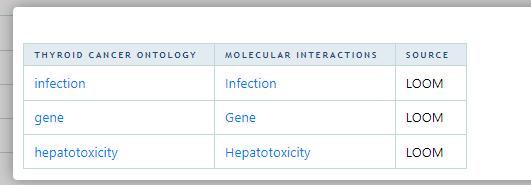 THYROID CANCER ONTOLOGY MOLECULAR INTERACTIONS SOURCE
infection Infection LOOM
gene Gene LOOM
hepatotoxicity Hepatotoxicity LOOM